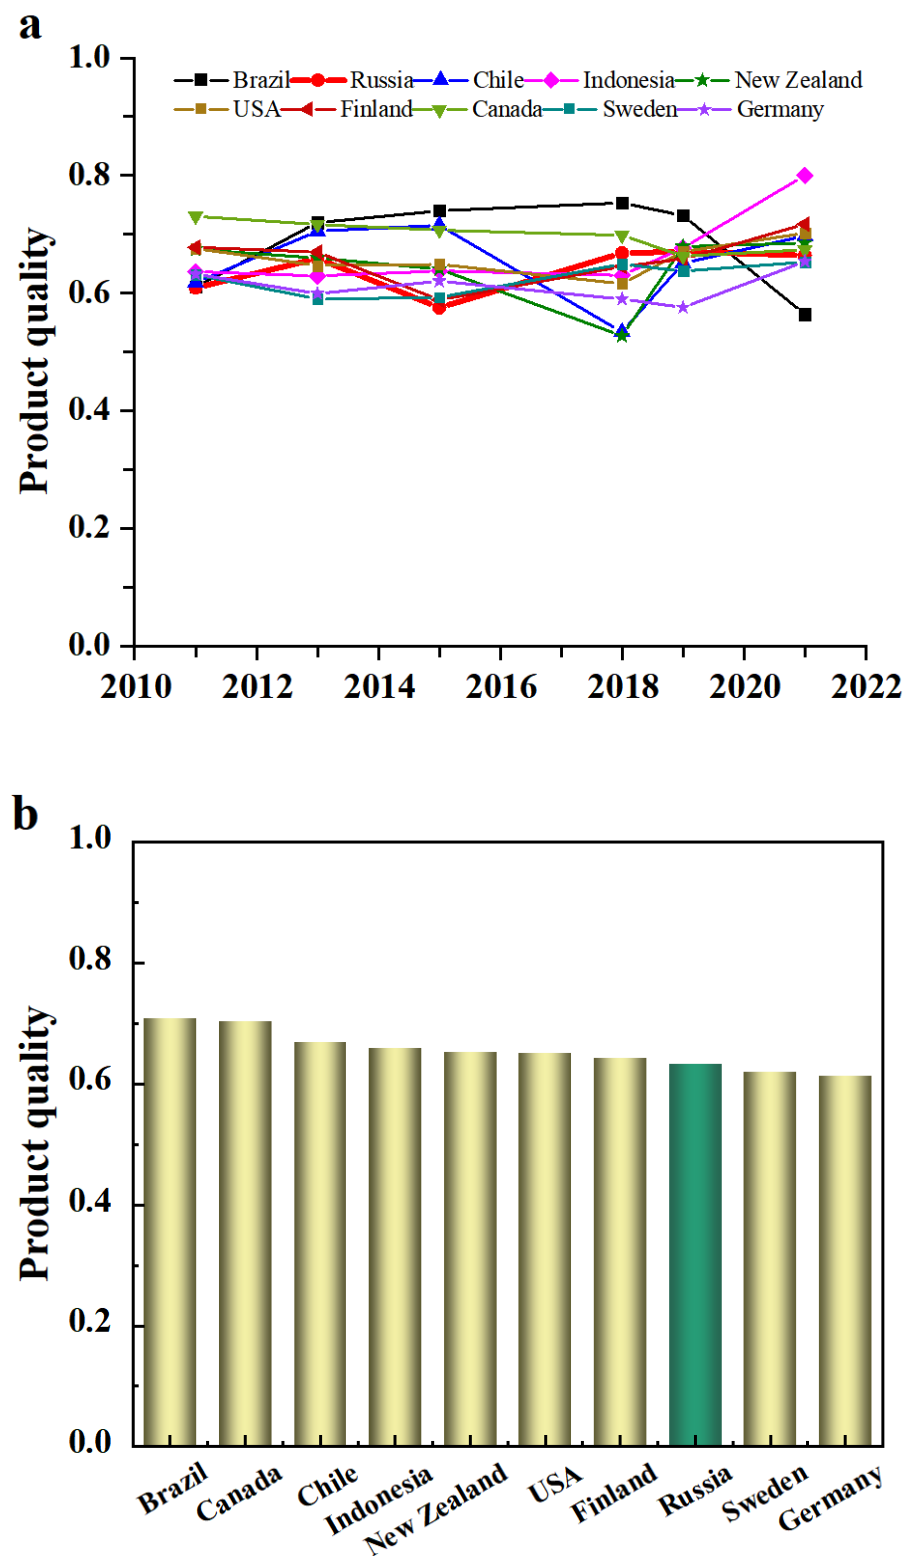 a
1.0
Brazil Russia Chile Indonesia New Zealand
USA Finland Canada Sweden Germany
0.8
0.6
0.4
0.2
0.0
Product quality
2010 2012 2014 2016 2018 2020 2022
b
1.0
0.8
0.6
0.4
0.2
0.0
Product quality
Brazil Canada Chile Indonesia New Zealand USA Finland Russia Sweden Germany